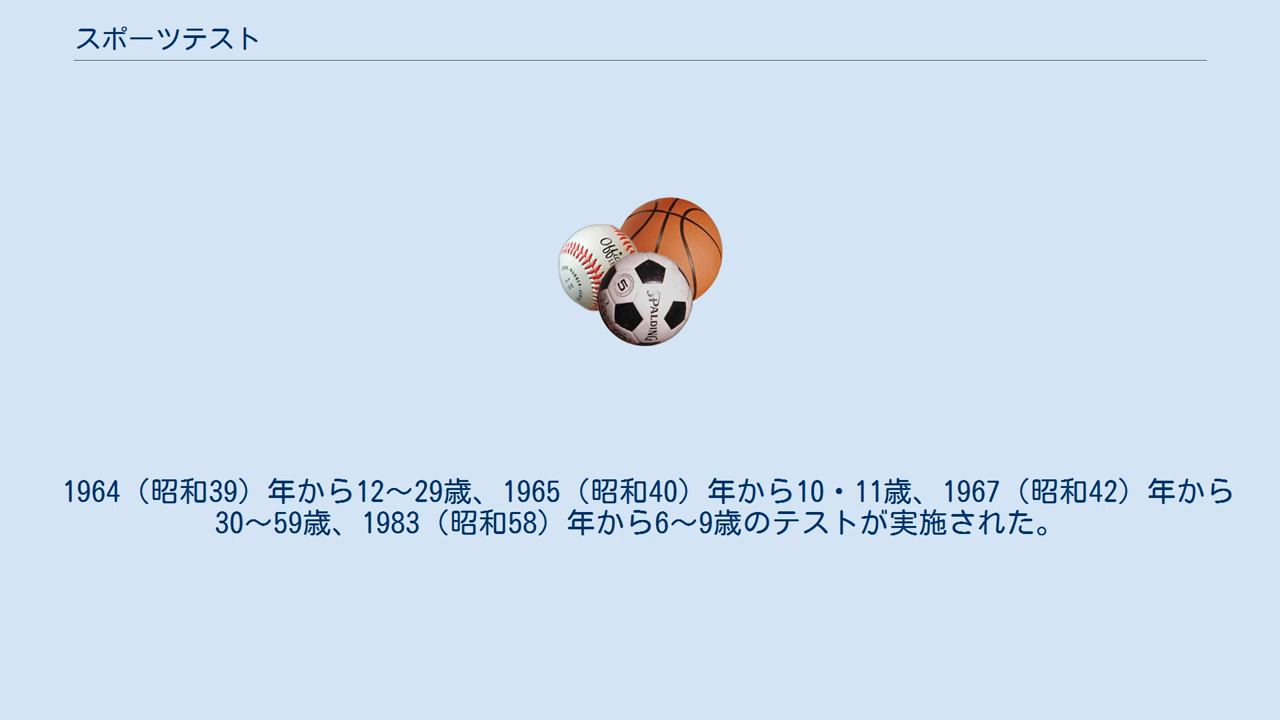 スポーツテスト
Offici
5
SPALDING
1964（昭和39）年から12～29歳、1965（昭和40）年から10・11歳、1967（昭和42）年から
30～59歳、1983（昭和58）年から6～9歳のテストが実施された。